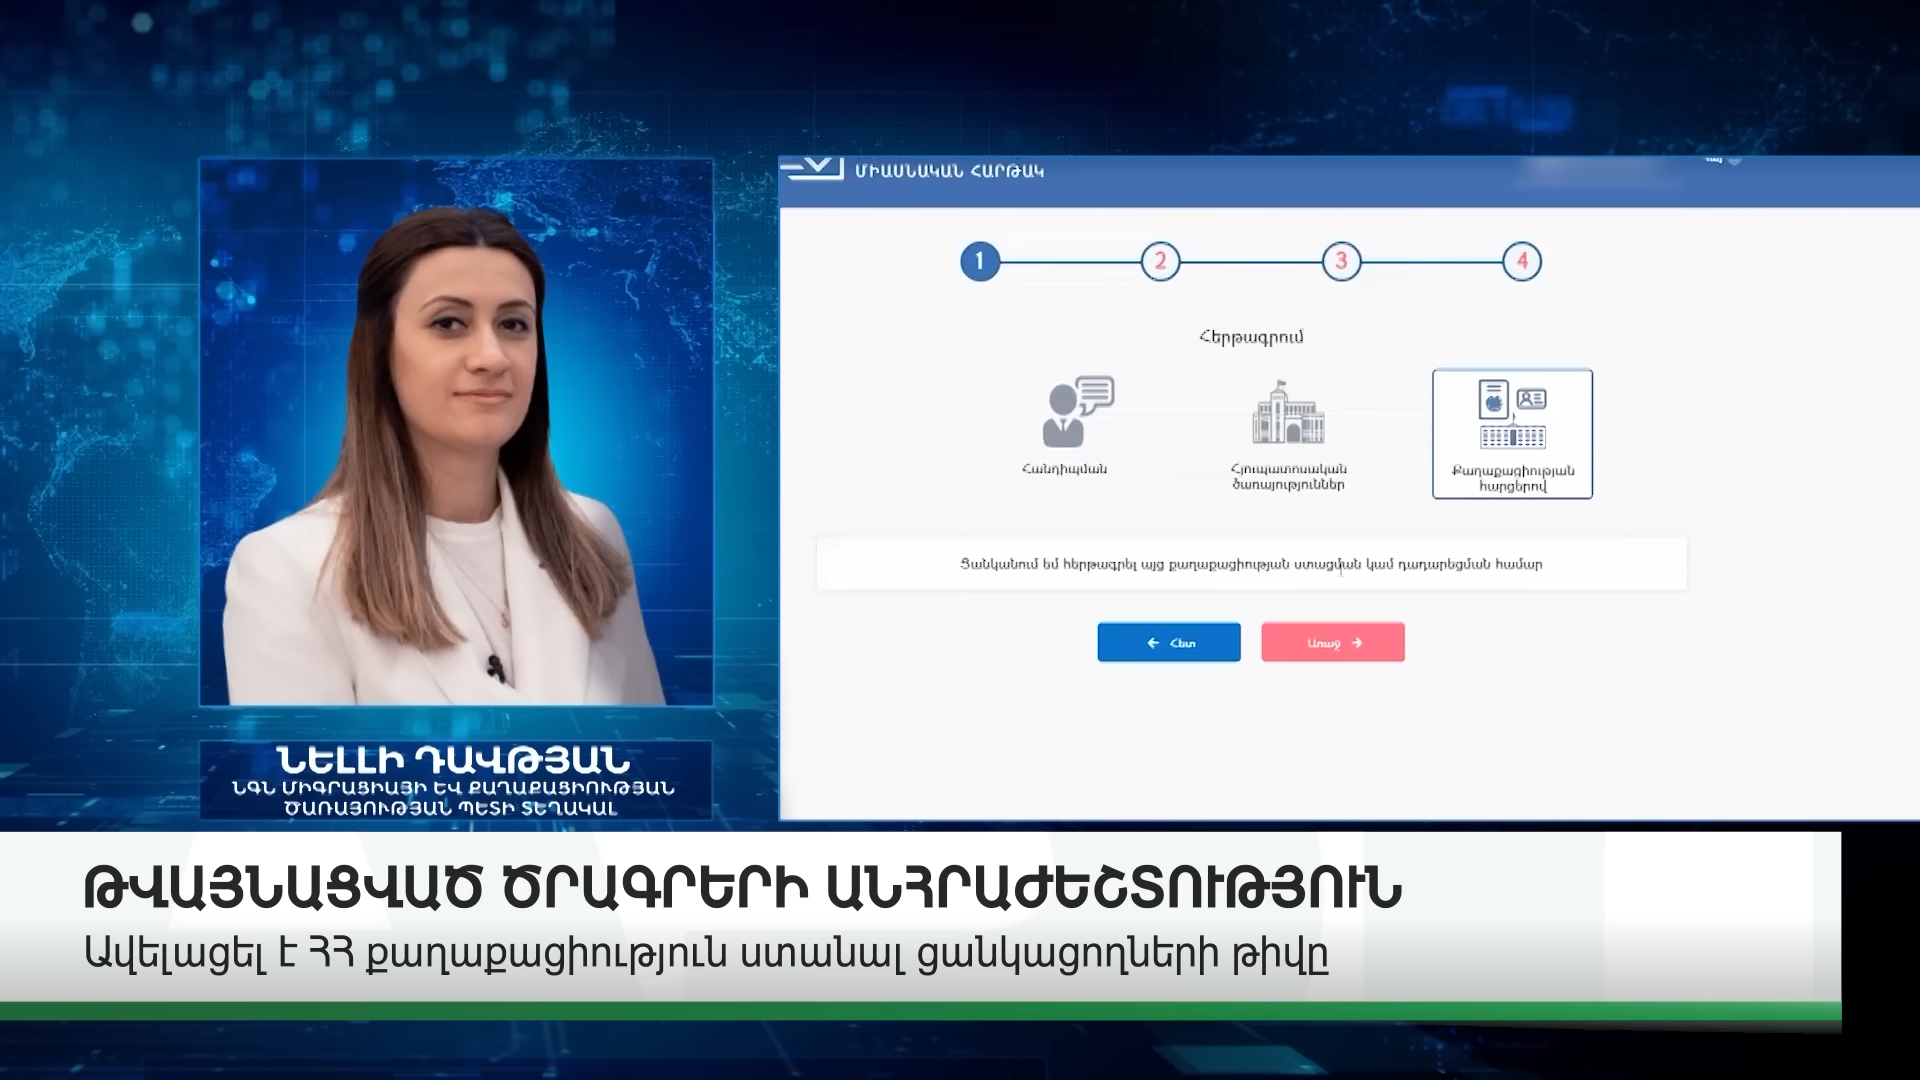 ՄԻԱՍՆԱԿԱՆ ՀԱՐԹԱԿ
1
2
3
4
Հերթագրում
Հանդիպման
Հյուպատոսական
ծառայություններ
Քաղաքացիության
հարցերով
Ցանկանում եմ հերթագրել այց քաղաքացիության ստացման կամ դադարեցման համար
← Հետ
Առաջ →
ՆԵԼԼԻ ԴԱՎԹՅԱՆ
ՆԳՆ ՄԻԳՐԱՑԻԱՅԻ ԵՎ ՔԱՂԱՔԱՑԻՈՒԹՅԱՆ
ԾԱՌԱՅՈՒԹՅԱՆ ՊԵՏԻ ՏԵՂԱԿԱԼ
ԹՎԱՅՆԱՑՎԱԾ ԾՐԱԳՐԵՐԻ ԱՆՀՐԱԺԵՇՏՈՒԹՅՈՒՆ
Ավելացել է ՀՀ քաղաքացիություն ստանալ ցանկացողների թիվը